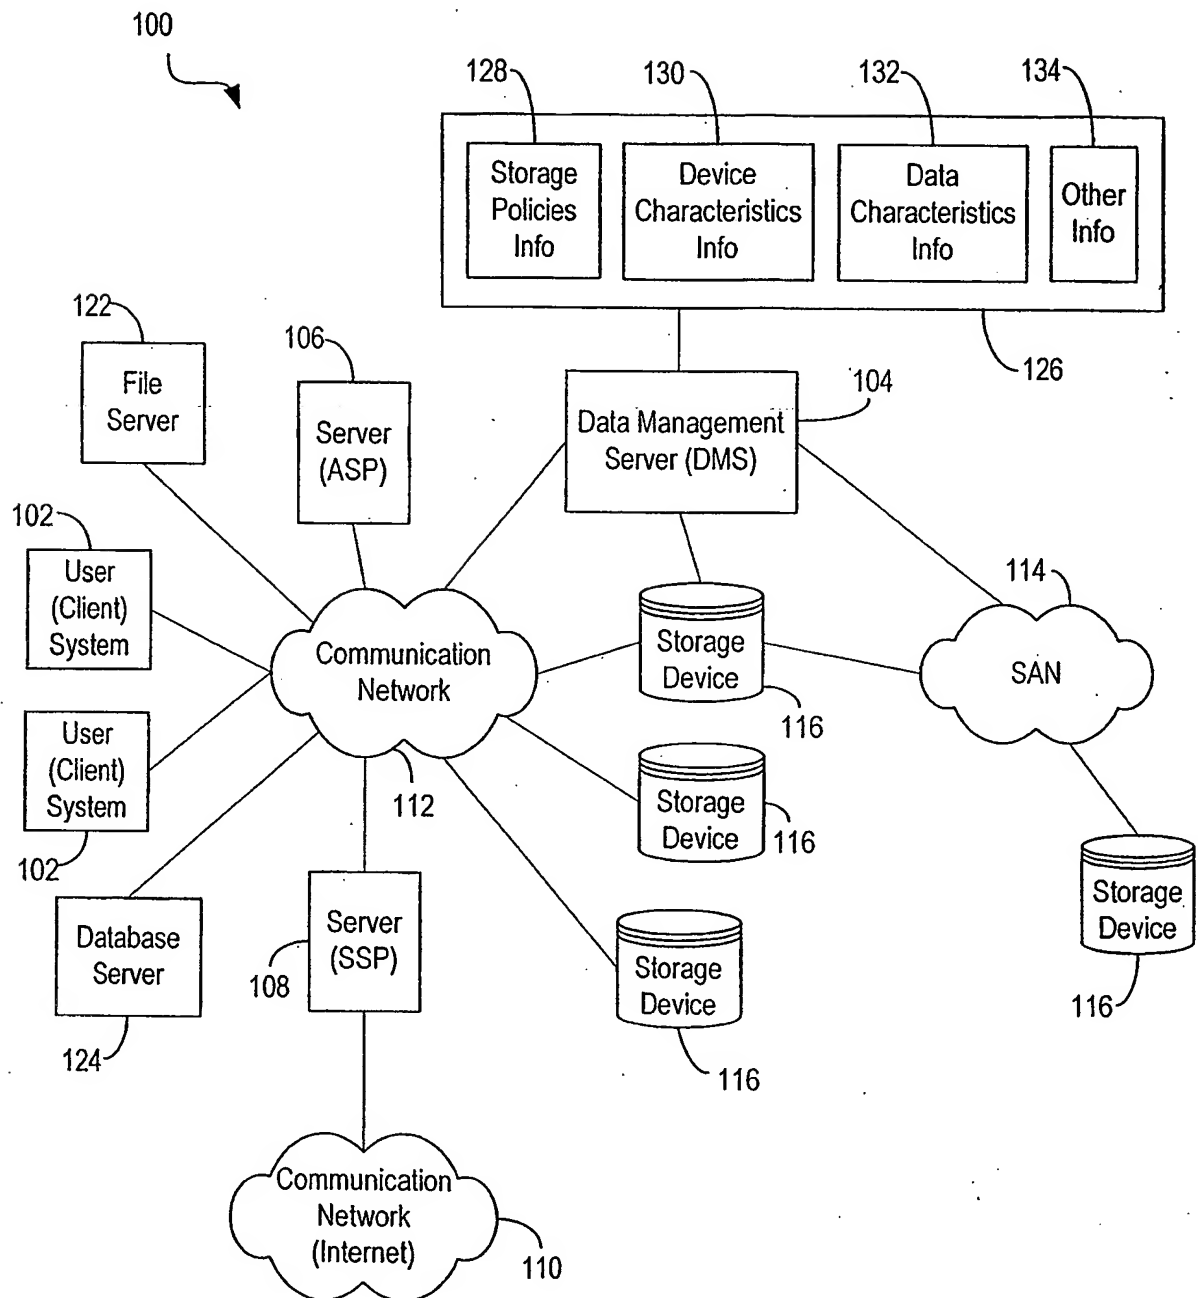 100
128
130
132
134
Storage
Policies
Info
Device
Characteristics
Info
Data
Characteristics
Info
Other
Info
126
122
File
Server
106
Server
(ASP)
104
Data Management
Server (DMS)
102
User
(Client)
System
114
SAN
Communication
Network
112
Storage
Device
116
User
(Client)
System
102
Storage
Device
116
Storage
Device
116
Database
Server
124
Server
(SSP)
108
Storage
Device
116
Communication
Network
(Internet)
110